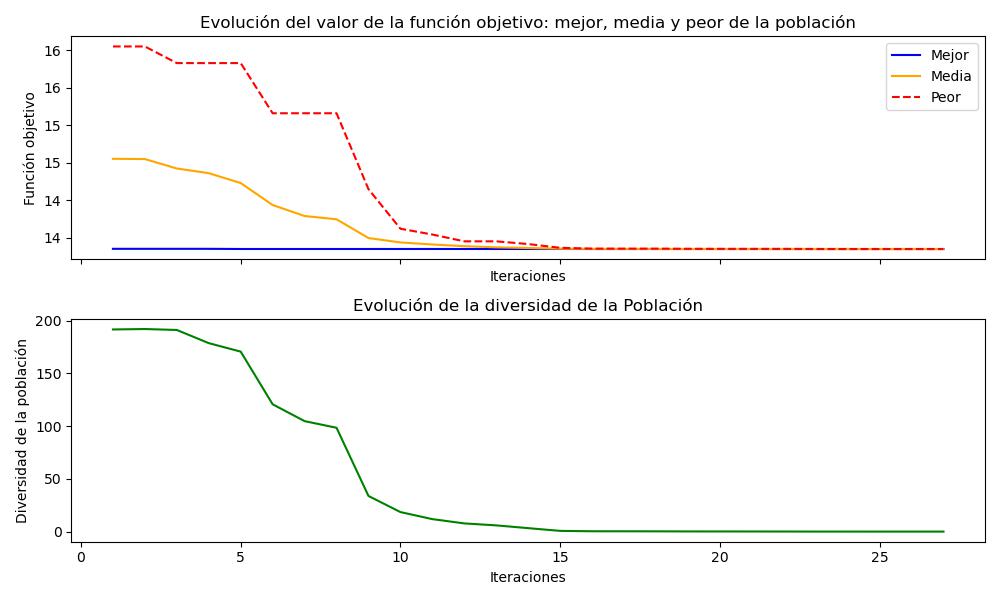 Evolución del valor de la función objetivo: mejor, media y peor de la población
Función objetivo
16
16
15
15
14
14
Mejor
Media
Peor
Iteraciones
Evolución de la diversidad de la Población
Diversidad de la población
200
150
100
50
0
0 5 10 15 20 25
Iteraciones